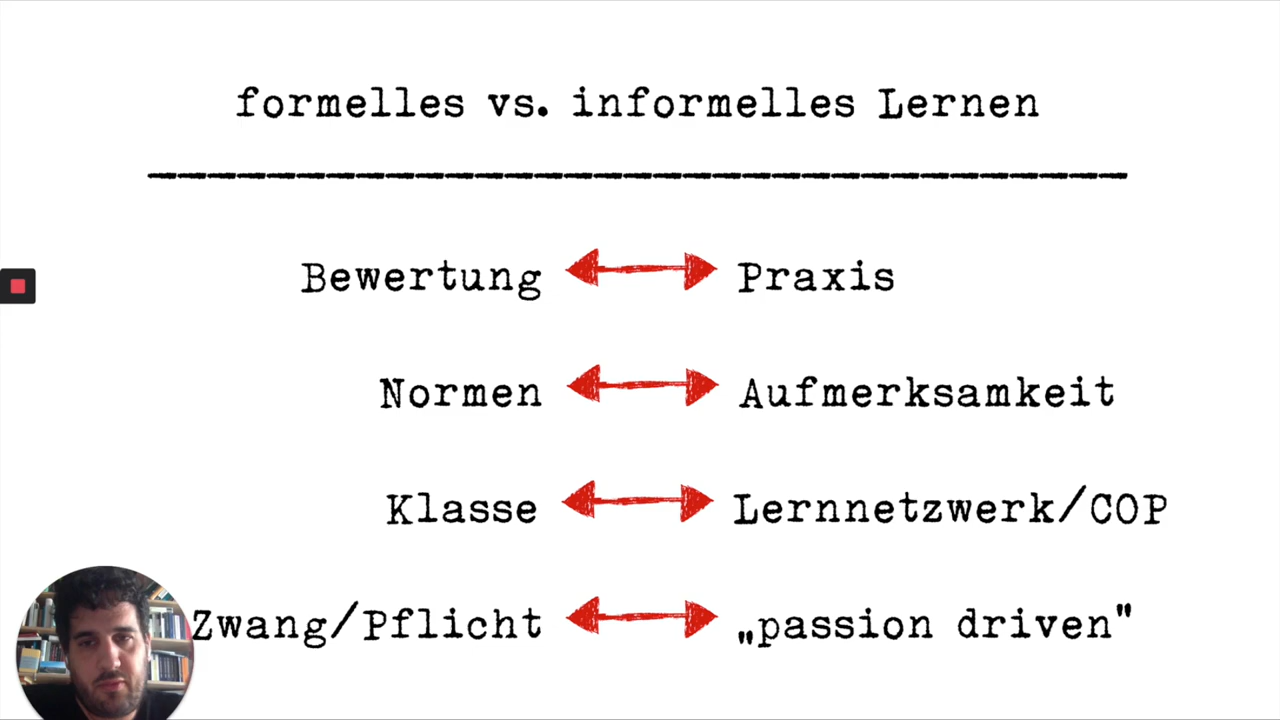 formelles vs. informelles Lernen
Bewertung Praxis
Normen Aufmerksamkeit
Klasse Lernnetzwerk/COP
Zwang/Pflicht „passion driven"